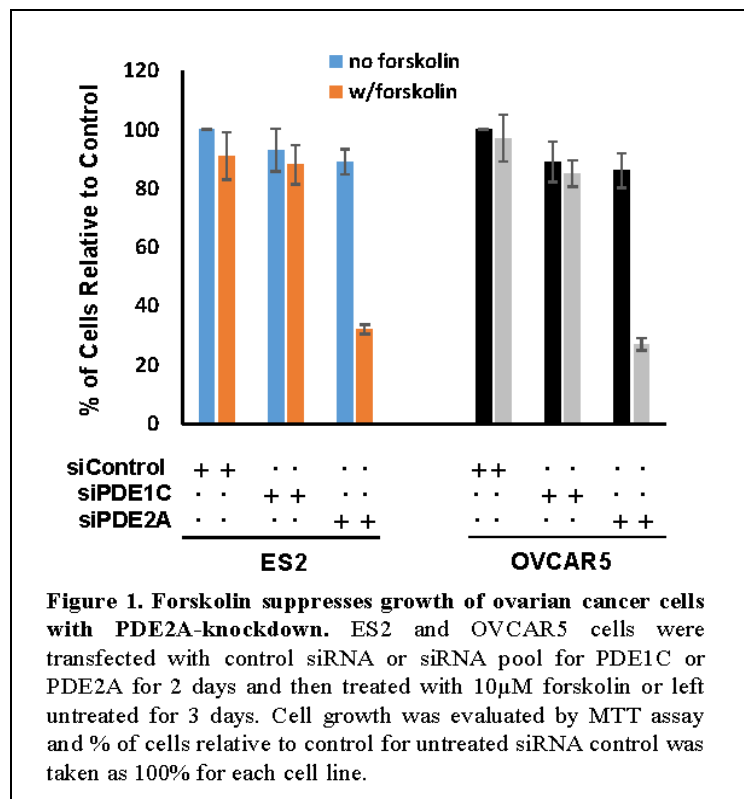 120
100
80
60
40
20
0
% of Cells Relative to Control
no forskolin
w/forskolin
siControl + + · · · · ++ · · · ·
siPDE1C · · + + · · · · + + · ·
siPDE2A · · · · + + · · · · + +
ES2 OVCAR5
Figure 1. Forskolin suppresses growth of ovarian cancer cells
with PDE2A-knockdown. ES2 and OVCAR5 cells were
transfected with control siRNA or siRNA pool for PDE1C or
PDE2A for 2 days and then treated with 10µM forskolin or left
untreated for 3 days. Cell growth was evaluated by MTT assay
and % of cells relative to control for untreated siRNA control was
taken as 100% for each cell line.